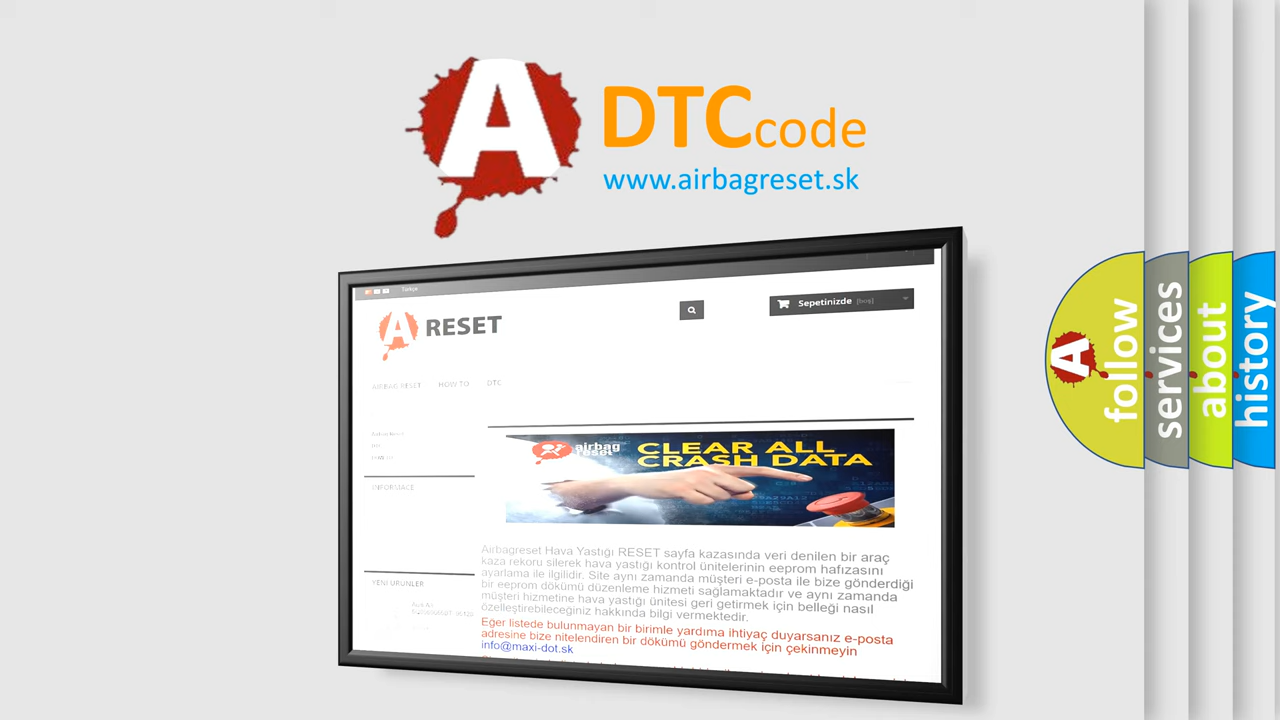 A DTCcode
www.airbagreset.sk
Türkçe
A RESET
Sepetinizde [boş]
AIRBAG RESET HOW TO DTC
INFORMACE
airbag
reset
CLEAR ALL
CRASH DATA
Airbagreset Hava Yastığı RESET sayfa kazasında veri denilen bir araç
kaza rekoru silerek hava yastığı kontrol ünitelerinin eeprom hafızasını
ayarlama ile ilgilidir. Site aynı zamanda müşteri e-posta ile bize gönderdiği
bir eeprom dökümü düzenleme hizmeti sağlamaktadır ve aynı zamanda
müşteri hizmetine hava yastığı ünitesi geri getirmek için belleği nasıl
özelleştirebileceğiniz hakkında bilgi vermektedir.
Eger listede bulunmayan bir birimle yardıma ihtiyaç duyarsanız e-posta
adresine bize nitelendiren bir dökümü göndermek için çekinmeyin
info@maxi-dot.sk
YENI ÜRÜNLER
A follow
services
about
history